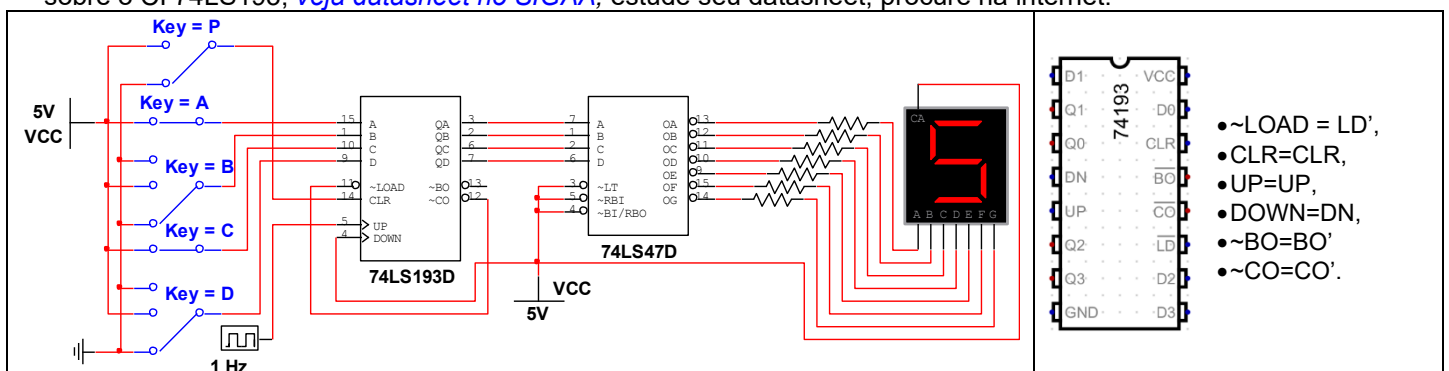 sobre o CI 74LS193, veja datasheet no SIGAA, estude seu datasheet, procure na internet.
Key = P
5V
VCC
Key = A
Key = B
Key = C
Key = D
1 Hz
15 A QA 3
1 B QB 2
10 C QC 6
9 D QD 7
11 ~LOAD ~BO 13
14 CLR ~CO 12
5 UP
4 DOWN
74LS193D
7 A OA 13
1 B OB 12
2 C OC 11
6 D OD 10
OE 9
3 ~LT OF 15
5 ~RBI OG 14
4 ~BI/RBO
74LS47D
VCC
5V
CA
5
A B C D E F G
74193
D1 VCC
Q1 D0
Q0 CLR
DN BO
UP CO
Q2 LD
Q3 D2
GND D3
•~LOAD = LD’,
•CLR=CLR,
•UP=UP,
•DOWN=DN,
•~BO=BO’
•~CO=CO’.